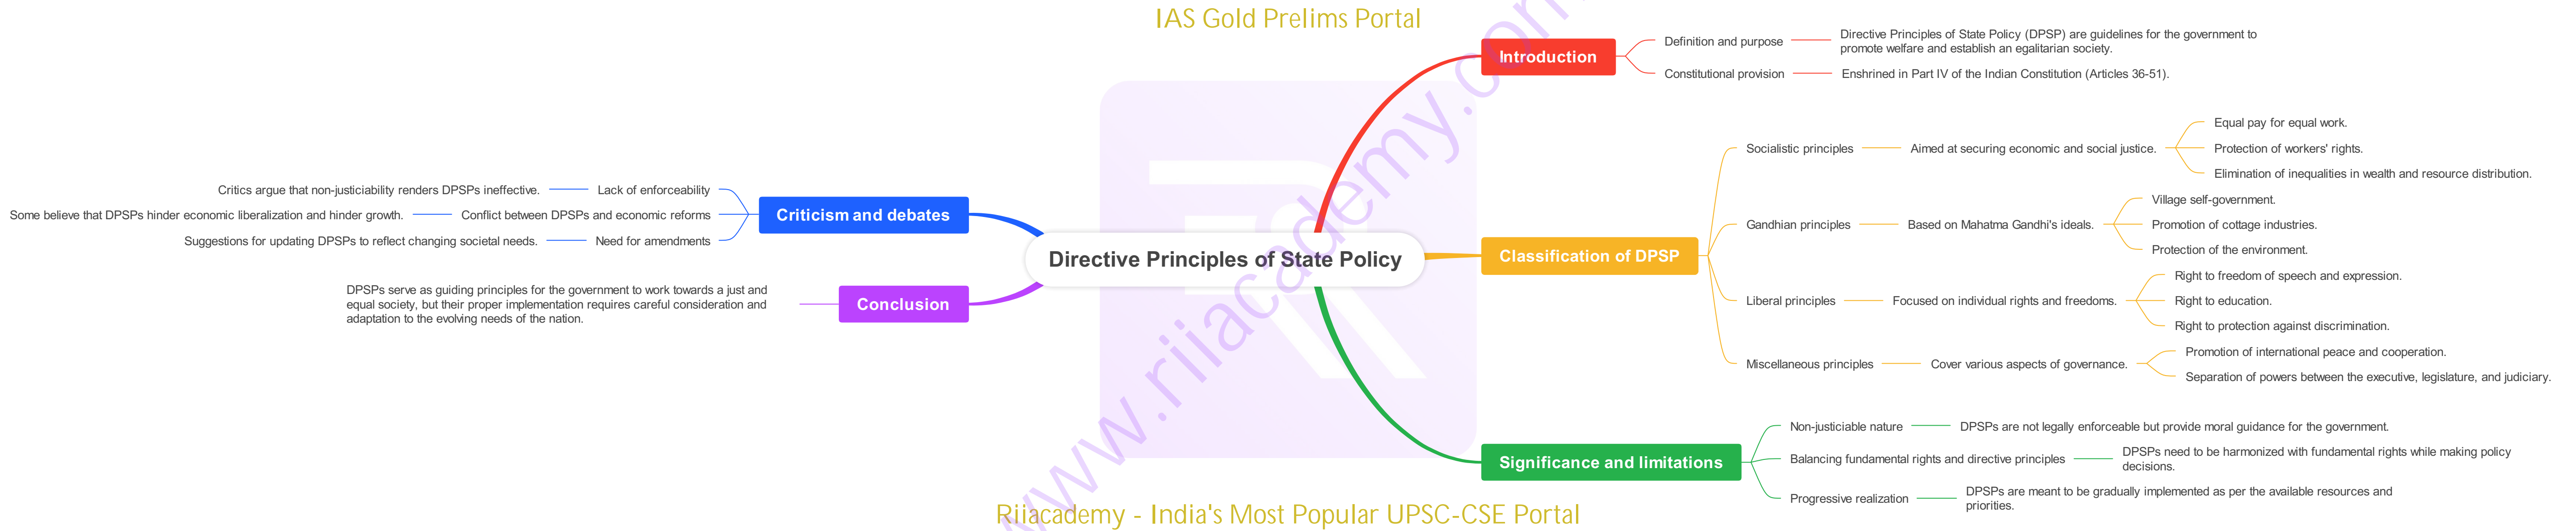 IAS Gold Prelims Portal
Directive Principles of State Policy
Introduction
Definition and purpose
Directive Principles of State Policy (DPSP) are guidelines for the government to
promote welfare and establish an egalitarian society.
Constitutional provision
Enshrined in Part IV of the Indian Constitution (Articles 36-51).
Classification of DPSP
Socialistic principles
Aimed at securing economic and social justice.
Equal pay for equal work.
Protection of workers' rights.
Elimination of inequalities in wealth and resource distribution.
Gandhian principles
Based on Mahatma Gandhi's ideals.
Village self-government.
Promotion of cottage industries.
Protection of the environment.
Liberal principles
Focused on individual rights and freedoms.
Right to freedom of speech and expression.
Right to education.
Right to protection against discrimination.
Miscellaneous principles
Cover various aspects of governance.
Promotion of international peace and cooperation.
Separation of powers between the executive, legislature, and judiciary.
Significance and limitations
Non-justiciable nature
DPSPs are not legally enforceable but provide moral guidance for the government.
Balancing fundamental rights and directive principles
DPSPs need to be harmonized with fundamental rights while making policy
decisions.
Progressive realization
DPSPs are meant to be gradually implemented as per the available resources and
priorities.
Criticism and debates
Lack of enforceability
Critics argue that non-justiciability renders DPSPs ineffective.
Conflict between DPSPs and economic reforms
Some believe that DPSPs hinder economic liberalization and hinder growth.
Need for amendments
Suggestions for updating DPSPs to reflect changing societal needs.
Conclusion
DPSPs serve as guiding principles for the government to work towards a just and
equal society, but their proper implementation requires careful consideration and
adaptation to the evolving needs of the nation.
www.riiacademy.com
Riiacademy - India's Most Popular UPSC-CSE Portal